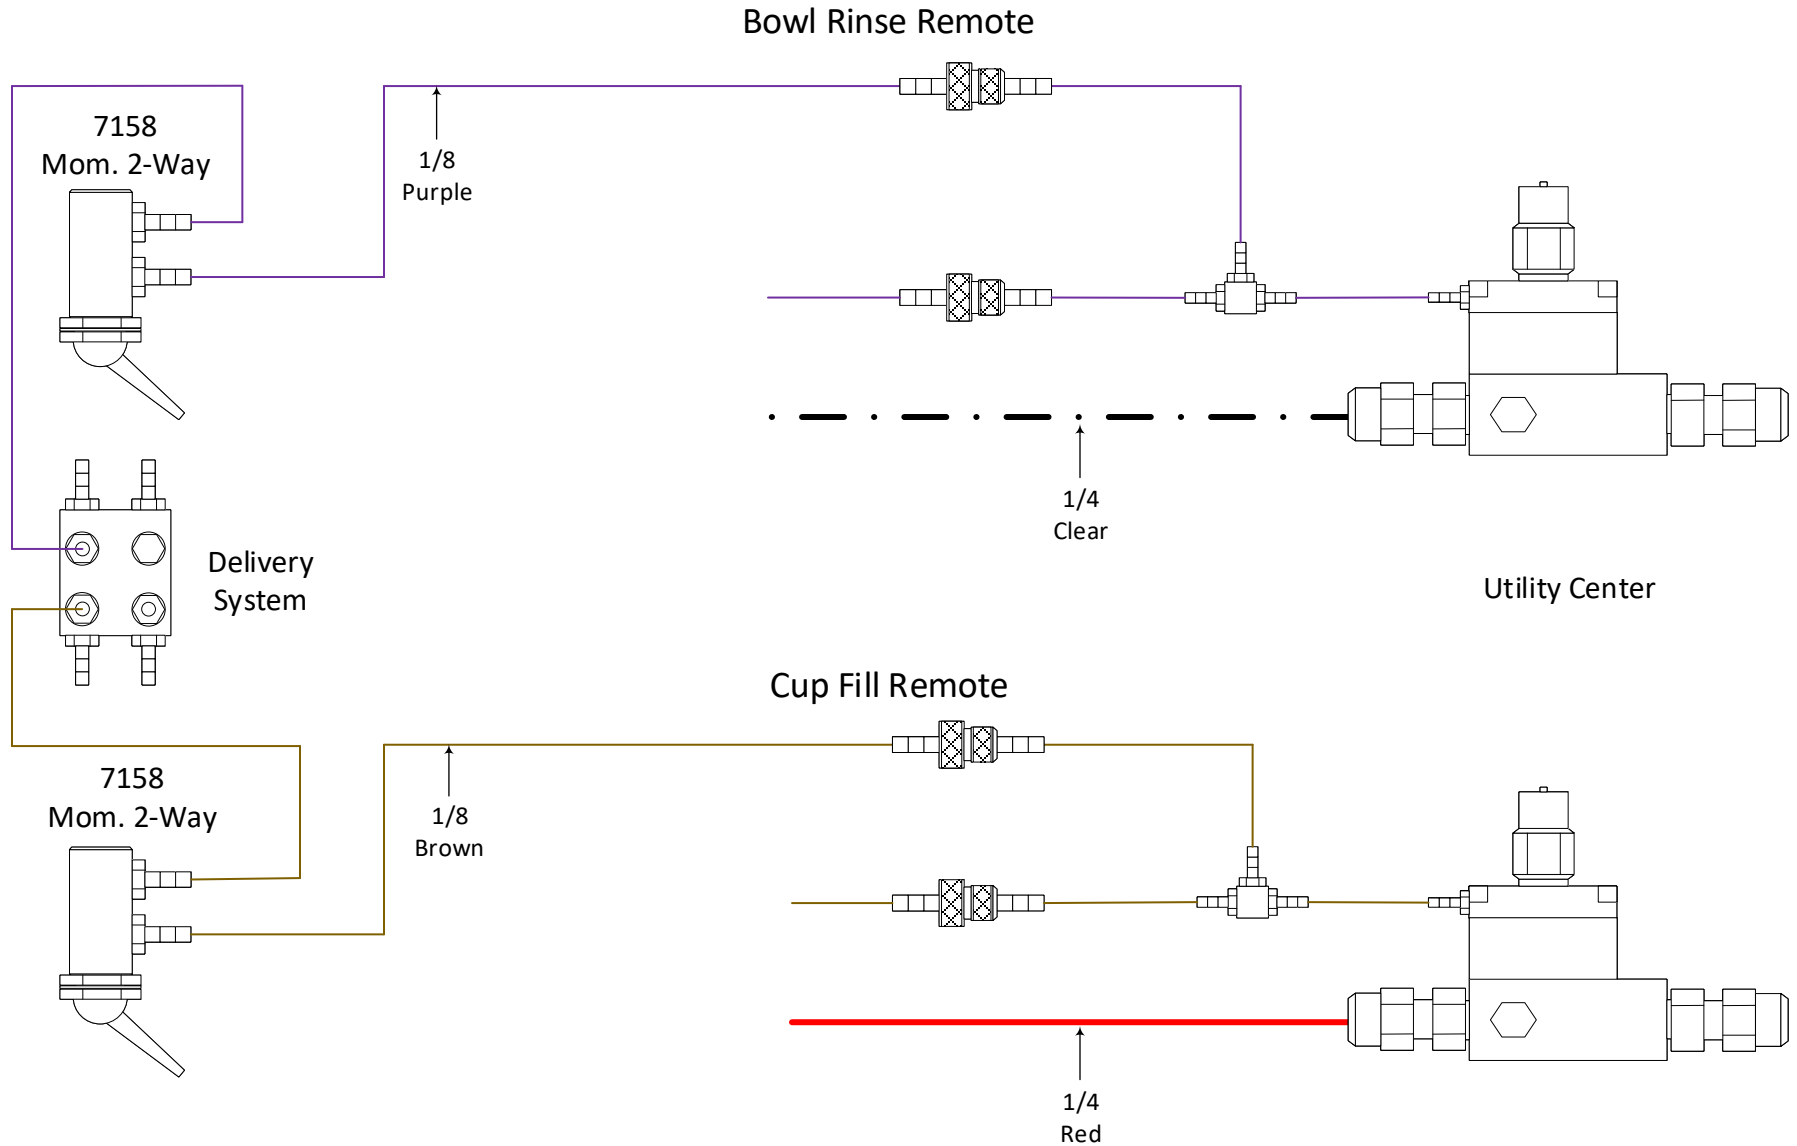 Bowl Rinse Remote
7158
Mom. 2-Way
1/8
Purple
1/4
Clear
Delivery
System
Utility Center
Cup Fill Remote
7158
Mom. 2-Way
1/8
Brown
1/4
Red